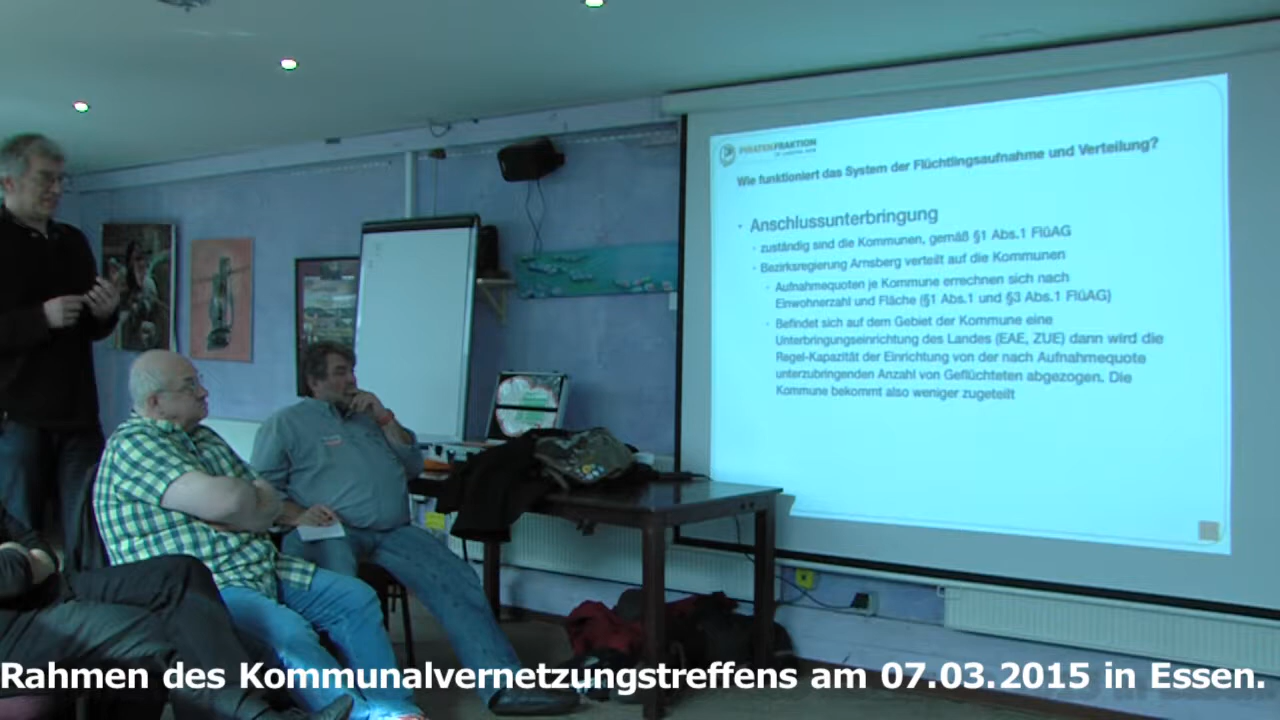 PIRATENFRAKTION
Wie funktioniert das System der Flüchtlingsaufnahme und Verteilung?
• Anschlussunterbringung
• zuständig sind die Kommunen, gemäß §1 Abs.1 FlüAG
• Bezirksregierung Arnsberg verteilt auf die Kommunen
• Aufnahmequoten je Kommune errechnen sich nach
Einwohnerzahl und Fläche (§1 Abs.1 und §3 Abs.1 FlüAG)
• Befindet sich auf dem Gebiet der Kommune eine
Unterbringungseinrichtung des Landes (EAE, ZUE) dann wird die
Regel-Kapazität der Einrichtung von der nach Aufnahmequote
unterzubringenden Anzahl von Geflüchteten abgezogen. Die
Kommune bekommt also weniger zugeteilt
Rahmen des Kommunalvernetzungstreffens am 07.03.2015 in Essen.